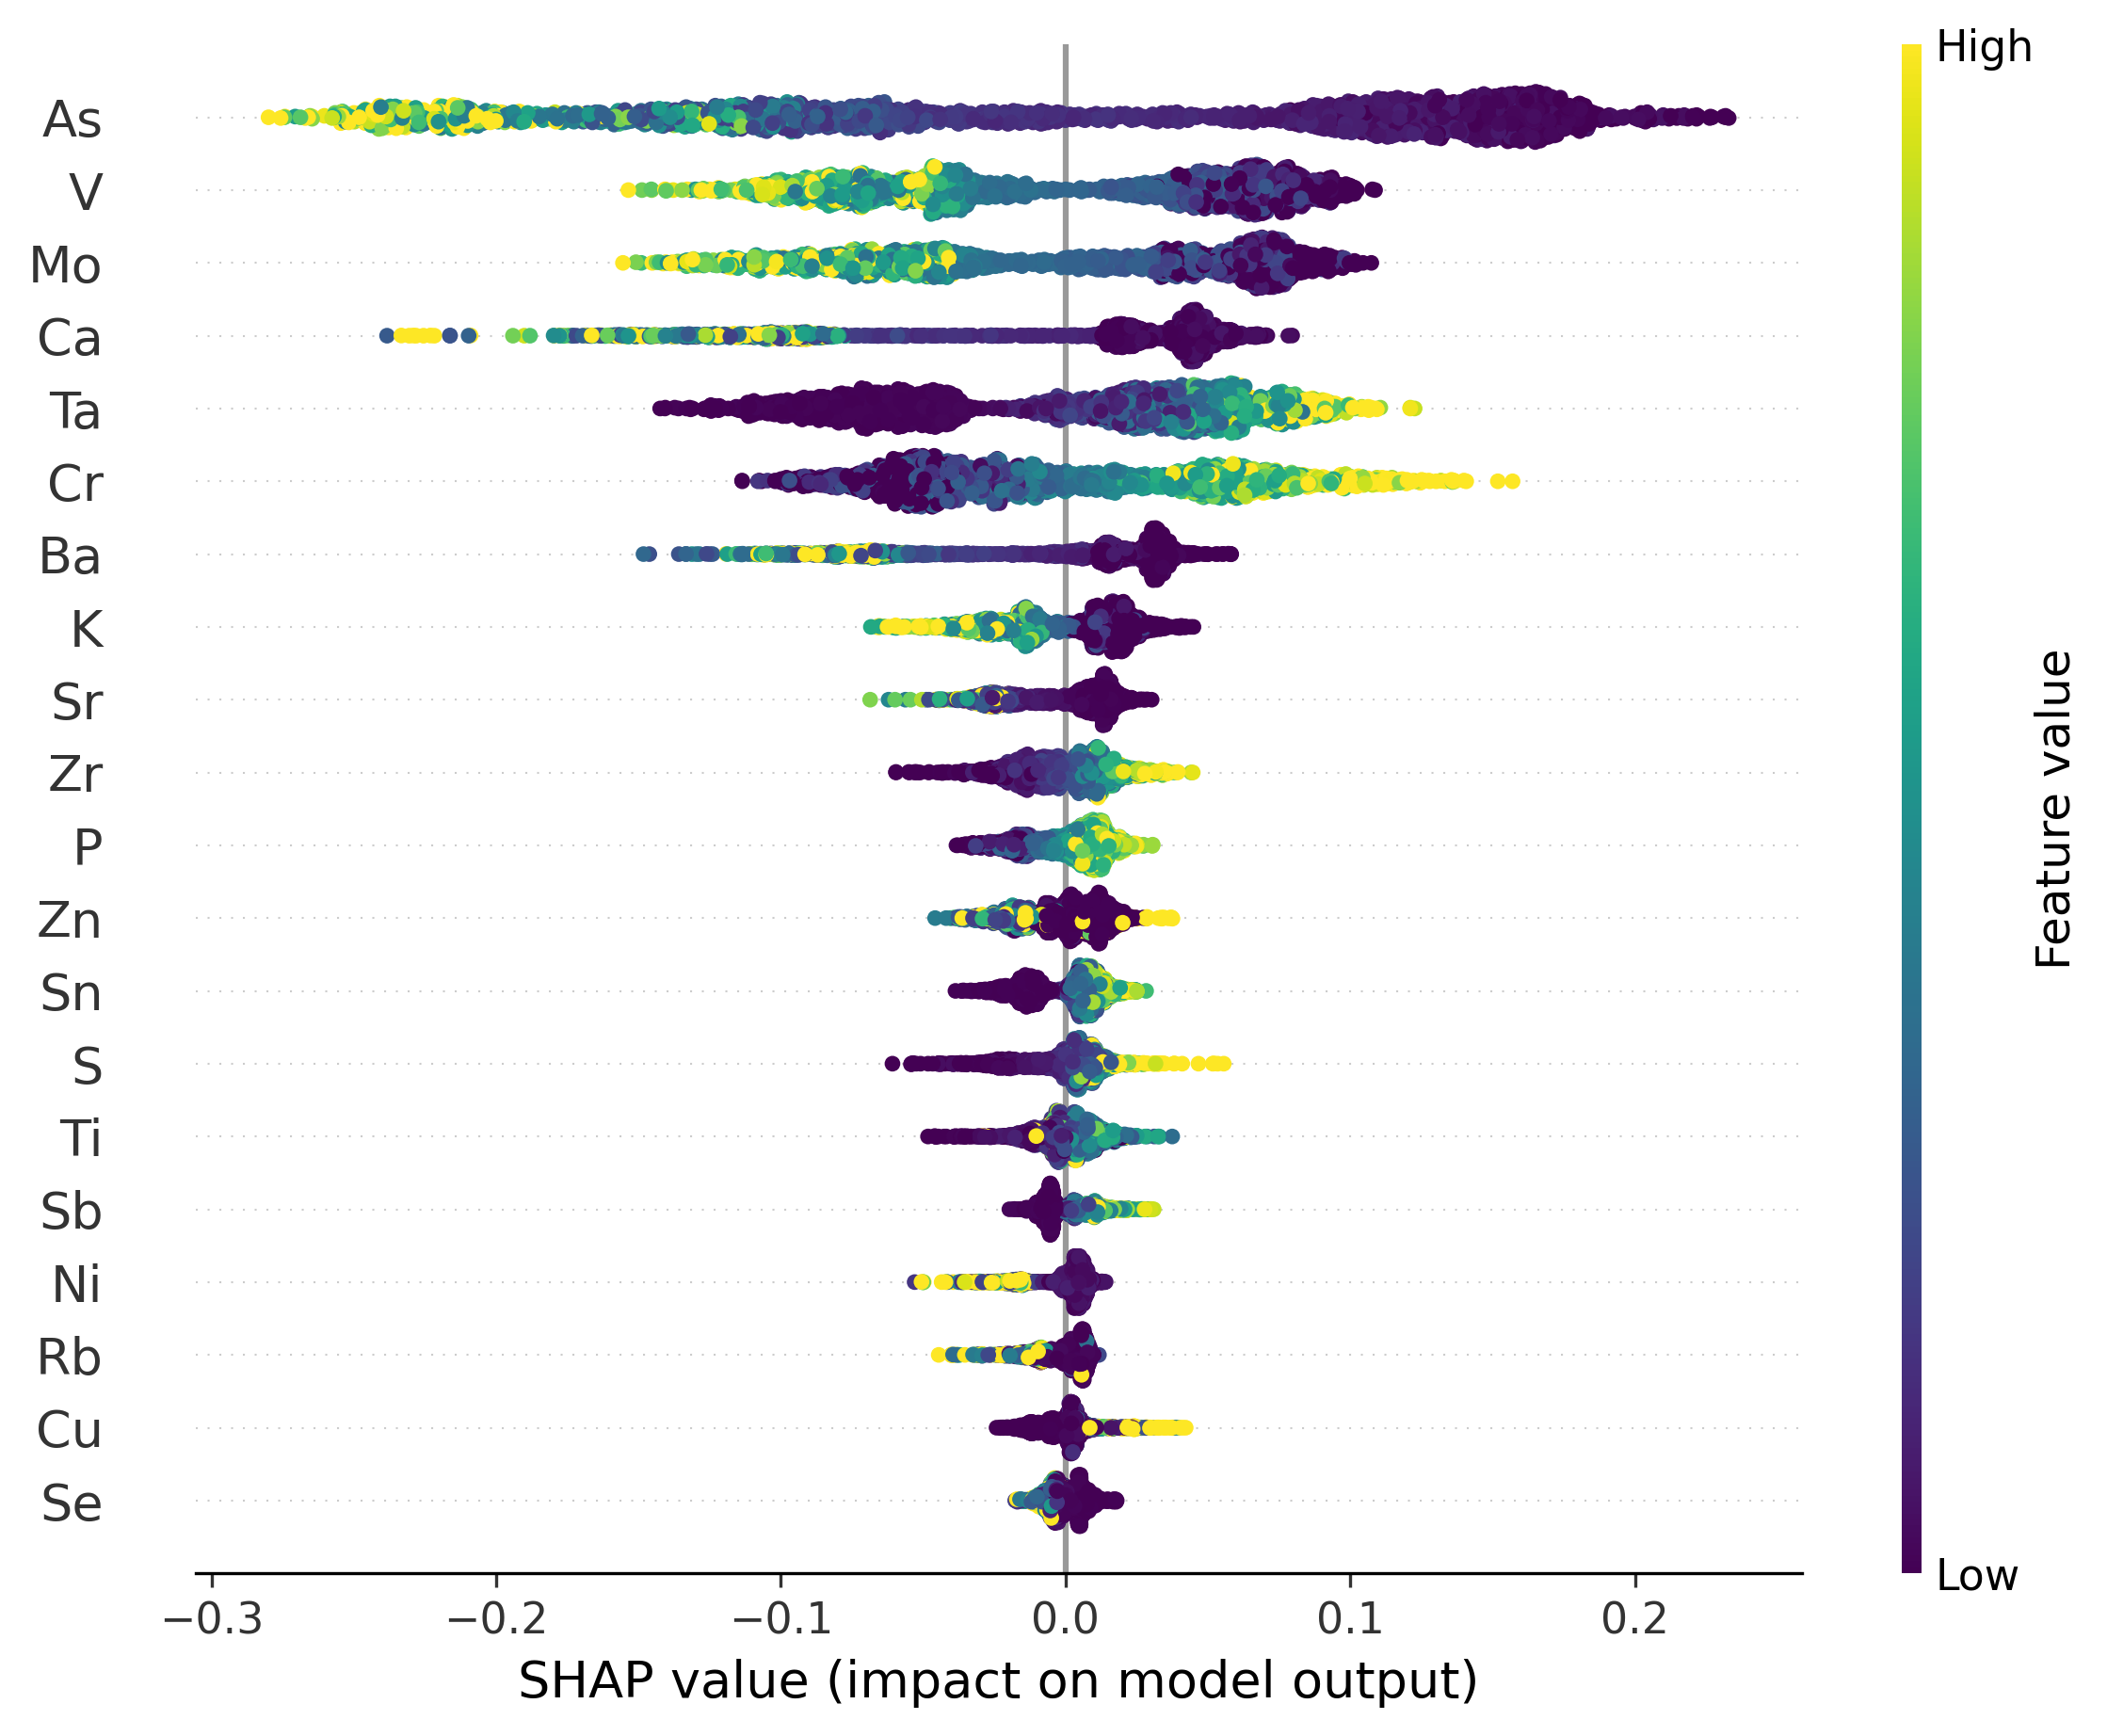 High
As
V
Mo
Ca
Ta
Cr
Ba
K
Sr
Zr
P
Zn
Sn
S
Ti
Sb
Ni
Rb
Cu
Se
Feature value
Low
−0.3 −0.2 −0.1 0.0 0.1 0.2
SHAP value (impact on model output)